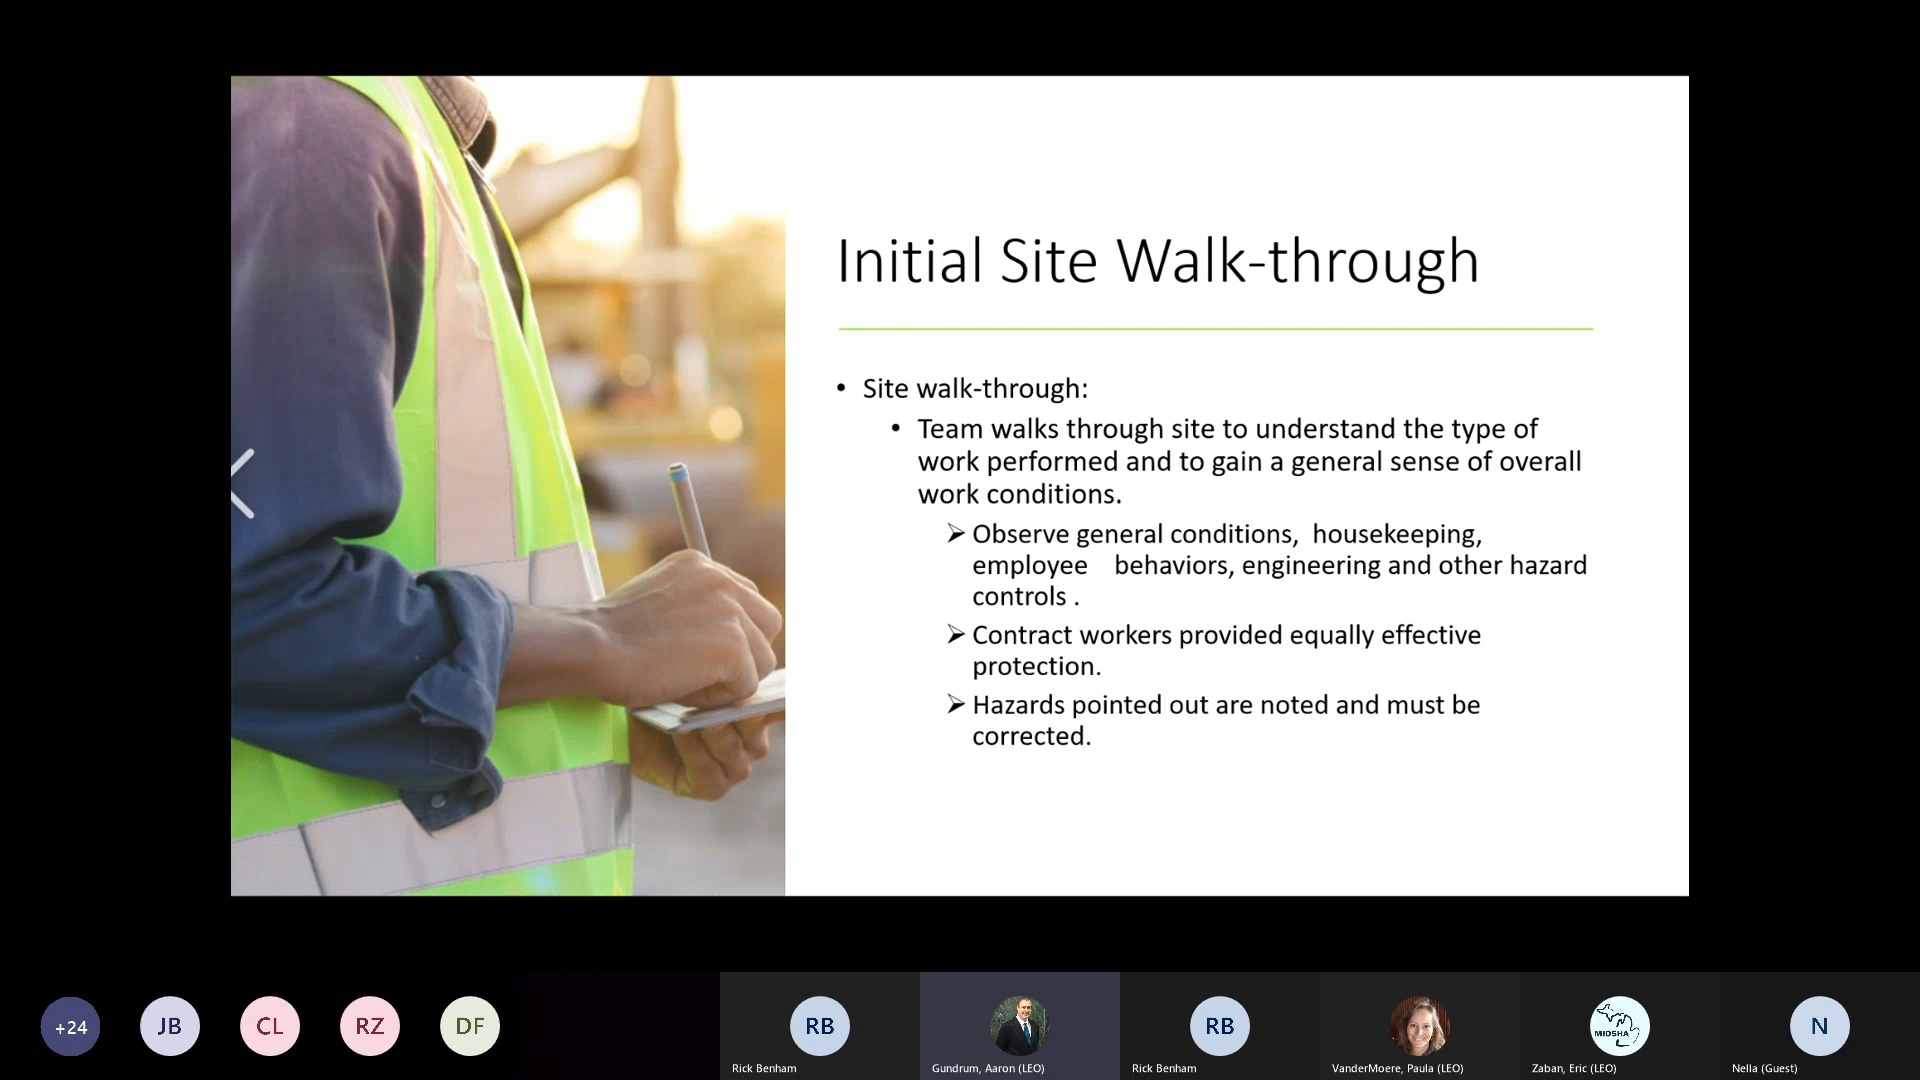 Initial Site Walk-through
• Site walk-through:
• Team walks through site to understand the type of
work performed and to gain a general sense of overall
work conditions.
➢ Observe general conditions,  housekeeping,
employee    behaviors, engineering and other hazard
controls .
➢ Contract workers provided equally effective
protection.
➢ Hazards pointed out are noted and must be
corrected.
+24
JB
CL
RZ
DF
RB
Rick Benham
Gundrum, Aaron (LEO)
RB
Rick Benham
VanderMoere, Paula (LEO)
MIOSHA
Zaban, Eric (LEO)
N
Nella (Guest)